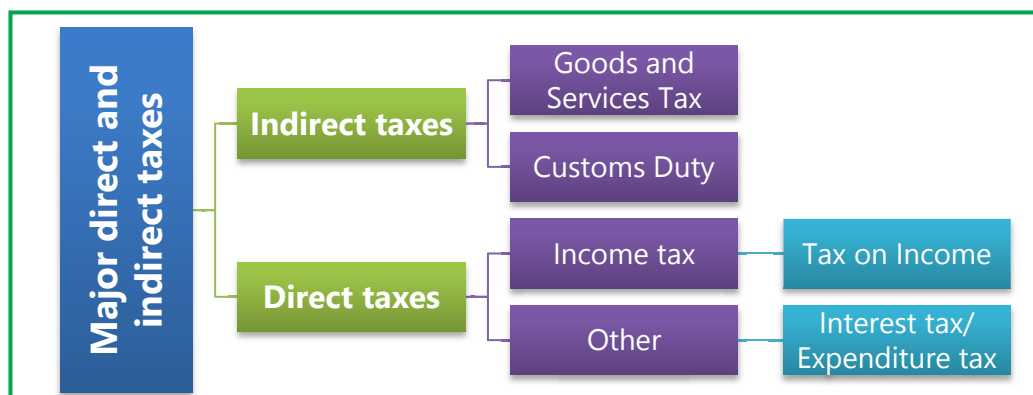 Major direct and
indirect taxes
Indirect taxes
Goods and
Services Tax
Customs Duty
Direct taxes
Income tax
Tax on Income
Other
Interest tax/
Expenditure tax